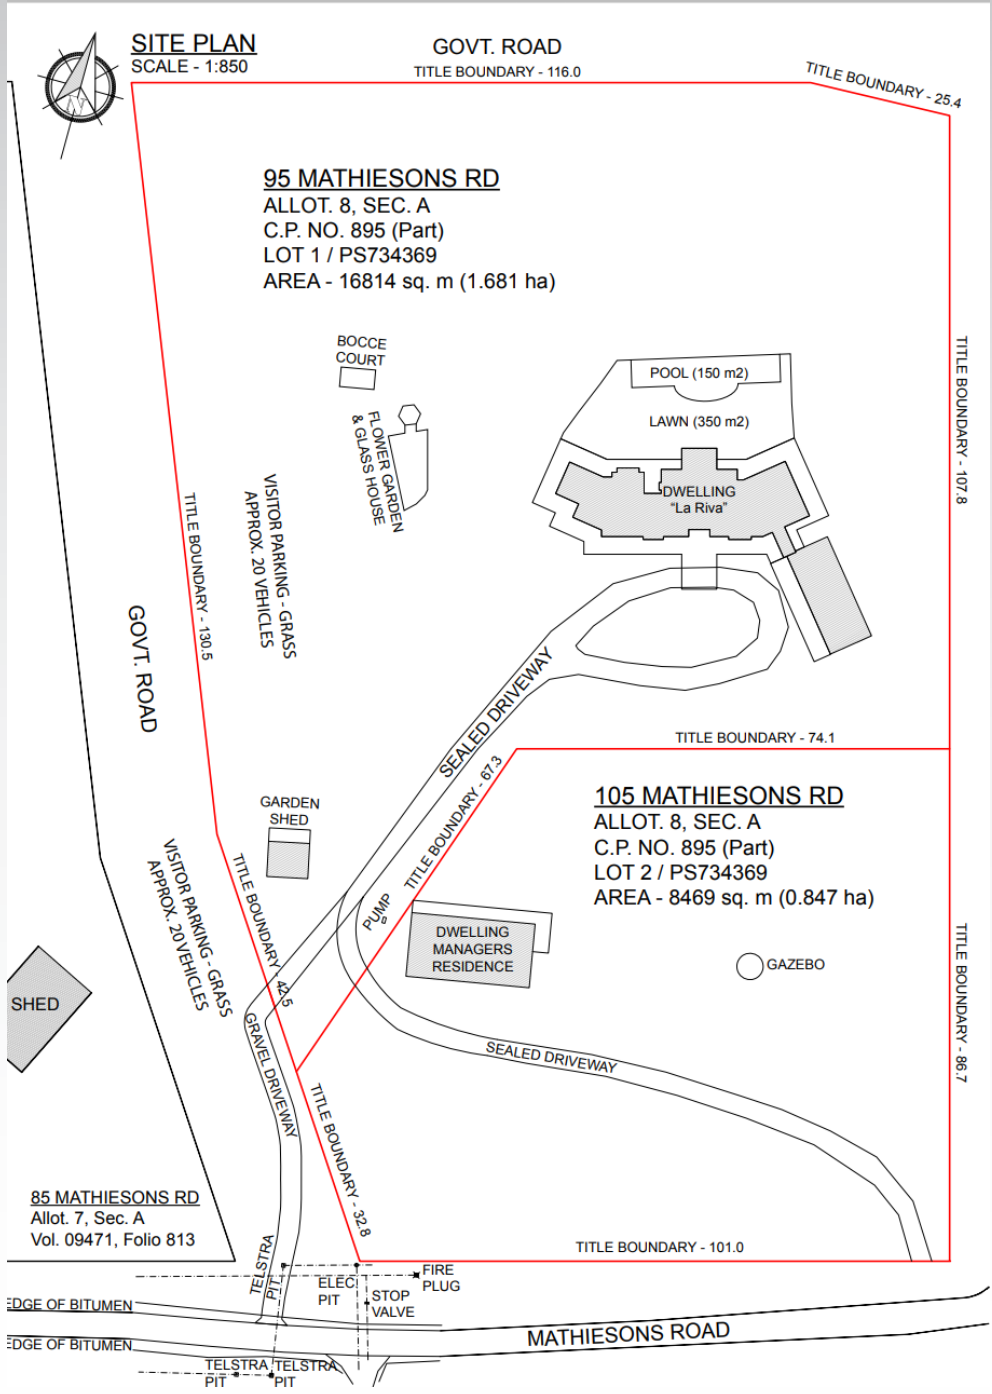 SITE PLAN
SCALE - 1:850
N
GOVT. ROAD
TITLE BOUNDARY - 116.0
TITLE BOUNDARY - 25.4
95 MATHIESONS RD
ALLOT. 8, SEC. A
C.P. NO. 895 (Part)
LOT 1 / PS734369
AREA - 16814 sq. m (1.681 ha)
BOCCE
COURT
FLOWER GARDEN
& GLASS HOUSE
POOL (150 m2)
LAWN (350 m2)
DWELLING
"La Riva"
TITLE BOUNDARY - 107.8
VISITOR PARKING - GRASS
APPROX. 20 VEHICLES
TITLE BOUNDARY - 130.5
GOVT. ROAD
SEALED DRIVEWAY
TITLE BOUNDARY - 74.1
TITLE BOUNDARY - 67.3
105 MATHIESONS RD
ALLOT. 8, SEC. A
C.P. NO. 895 (Part)
LOT 2 / PS734369
AREA - 8469 sq. m (0.847 ha)
GARDEN
SHED
VISITOR PARKING - GRASS
APPROX. 20 VEHICLES
TITLE BOUNDARY - 42.5
PUMP
DWELLING
MANAGERS
RESIDENCE
GAZEBO
TITLE BOUNDARY - 86.7
SHED
GRAVEL DRIVEWAY
SEALED DRIVEWAY
TITLE BOUNDARY - 32.8
85 MATHIESONS RD
Allot. 7, Sec. A
Vol. 09471, Folio 813
TITLE BOUNDARY - 101.0
TELSTRA
PIT
ELEC
PIT
FIRE
PLUG
STOP
VALVE
EDGE OF BITUMEN
MATHIESONS ROAD
EDGE OF BITUMEN
TELSTRA
PIT
TELSTRA
PIT